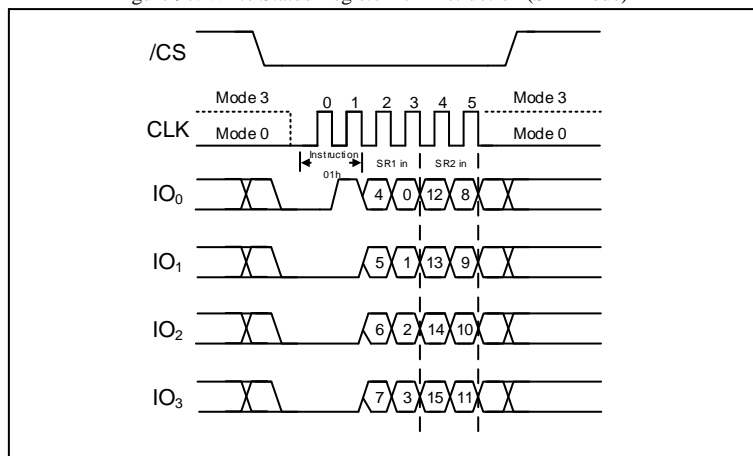 /CS
0 1 2 3 4 5
Mode 3 Mode 3
CLK
Mode 0 Mode 0
Instruction SR1 in SR2 in
01h
IO₀ 4 0 12 8
IO₁ 5 1 13 9
IO₂ 6 2 14 10
IO₃ 7 3 15 11